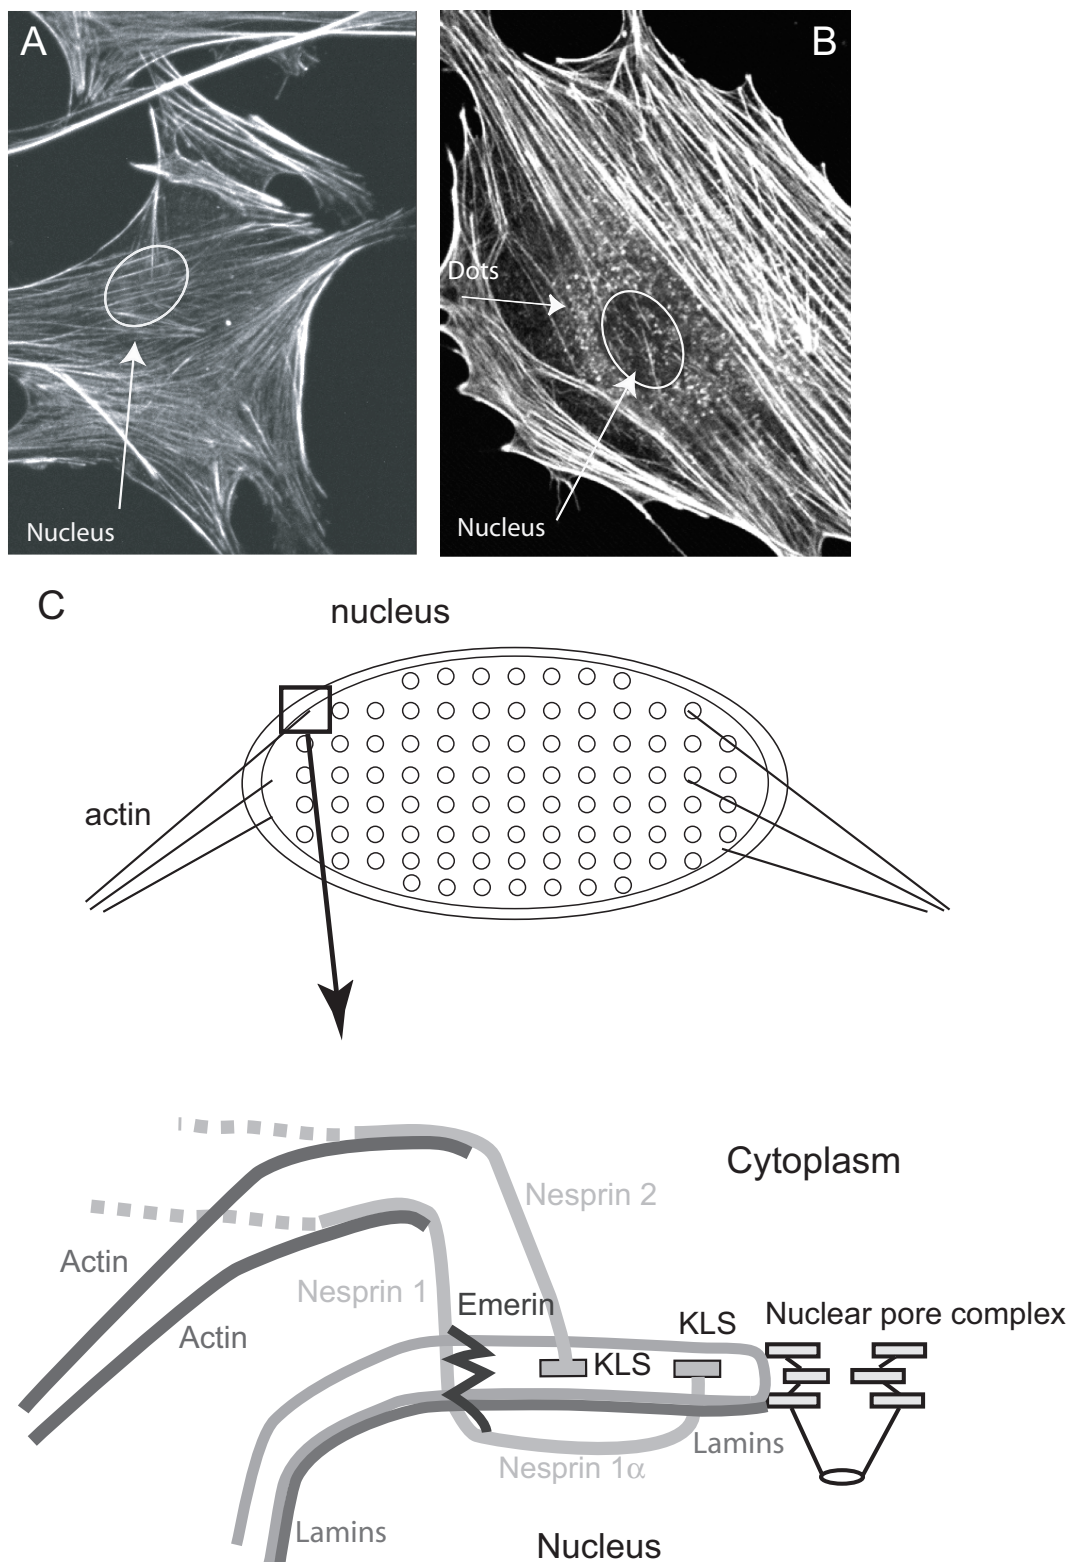 A
B
Dots
Nucleus
Nucleus
C
nucleus
actin
Cytoplasm
Nesprin 2
Actin
Nesprin 1
Emerin
Actin
KLS
Nuclear pore complex
KLS
Lamins
Nesprin 1α
Lamins
Nucleus